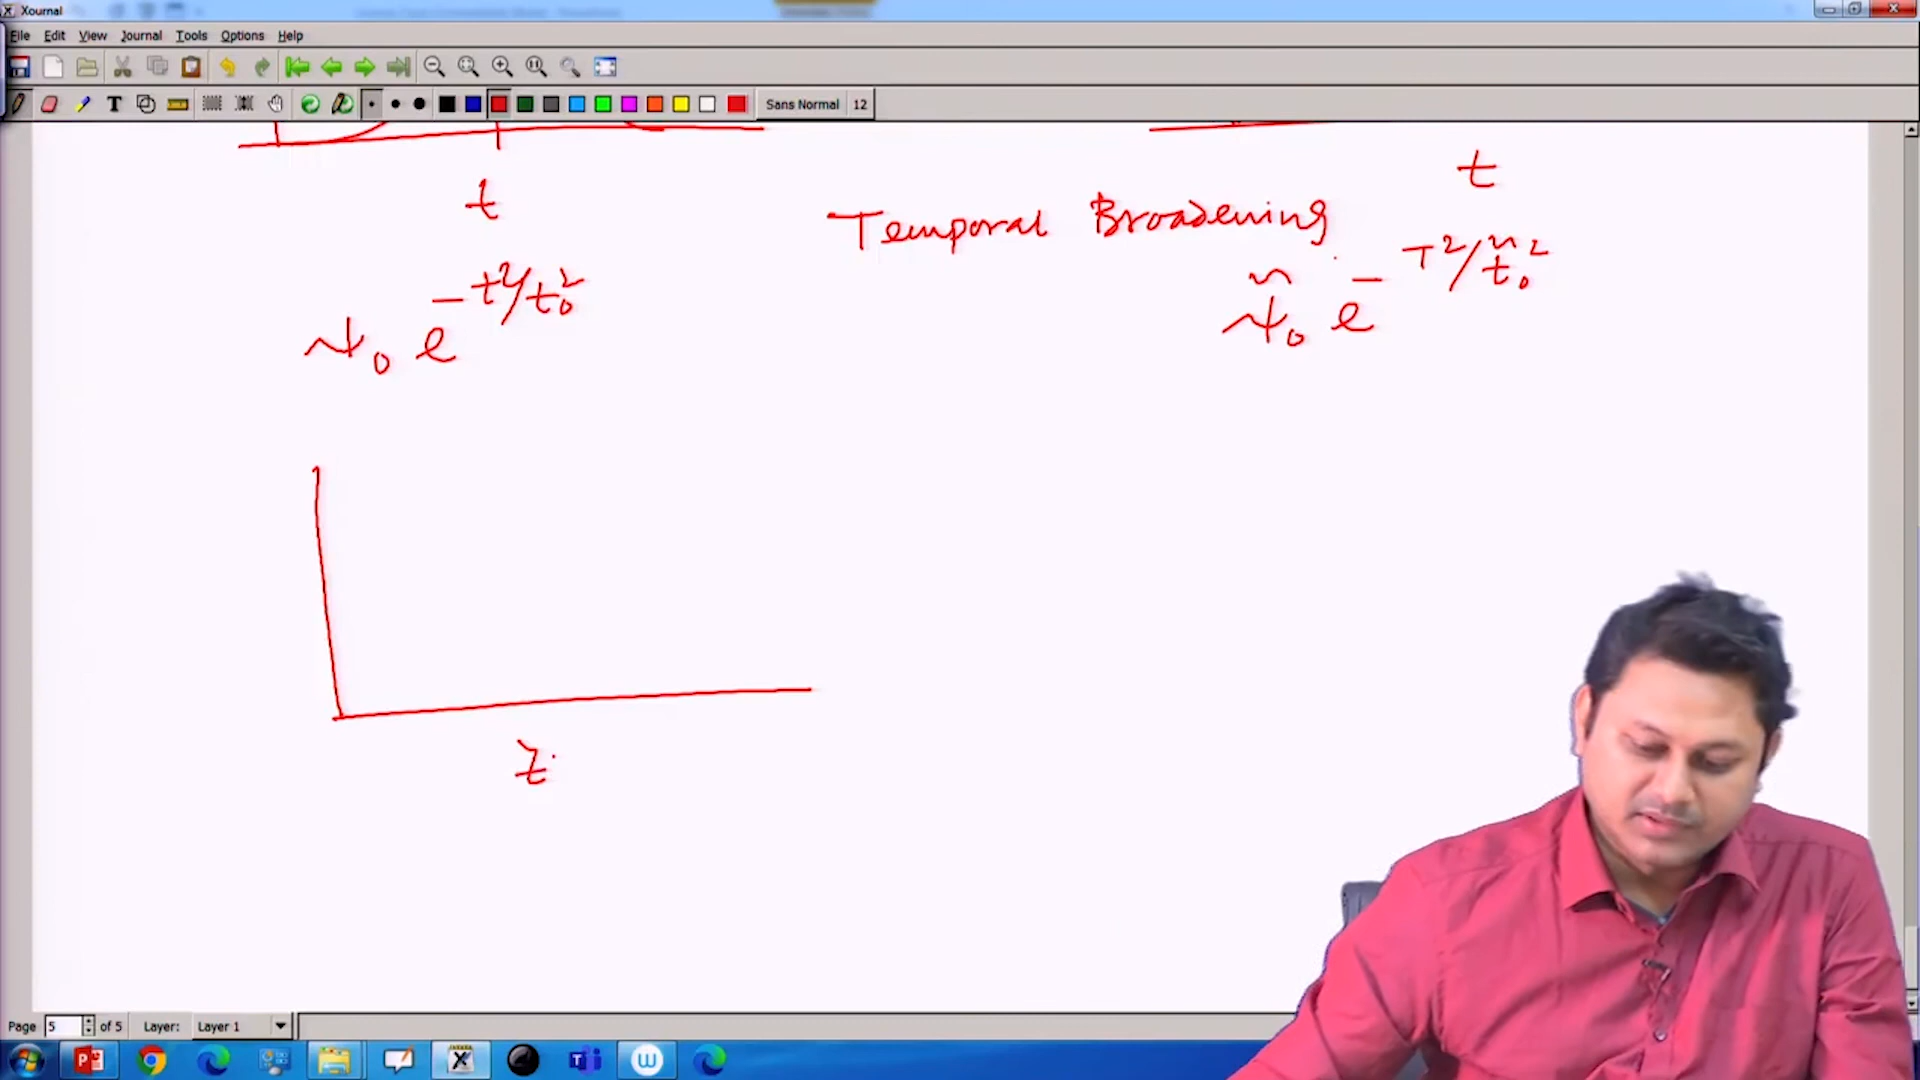 Xournal
File Edit View Journal Tools Options Help
Sans Normal 12
t
t
Temporal Broadening
ψ₀ e^{-t²/t₀²}
ψ̃₀ e^{-T²/t̃₀²}
z
Page 5 of 5 Layer: Layer 1